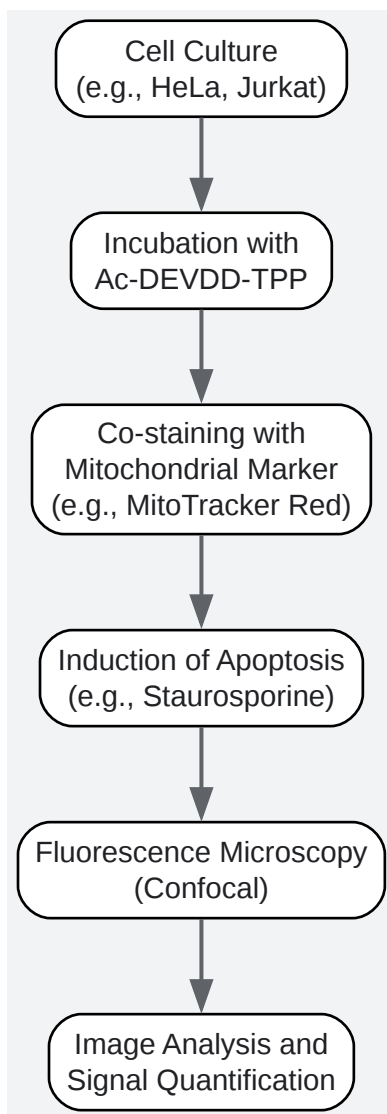 Cell Culture
(e.g., HeLa, Jurkat)
Incubation with
Ac-DEVDD-TPP
Co-staining with
Mitochondrial Marker
(e.g., MitoTracker Red)
Induction of Apoptosis
(e.g., Staurosporine)
Fluorescence Microscopy
(Confocal)
Image Analysis and
Signal Quantification